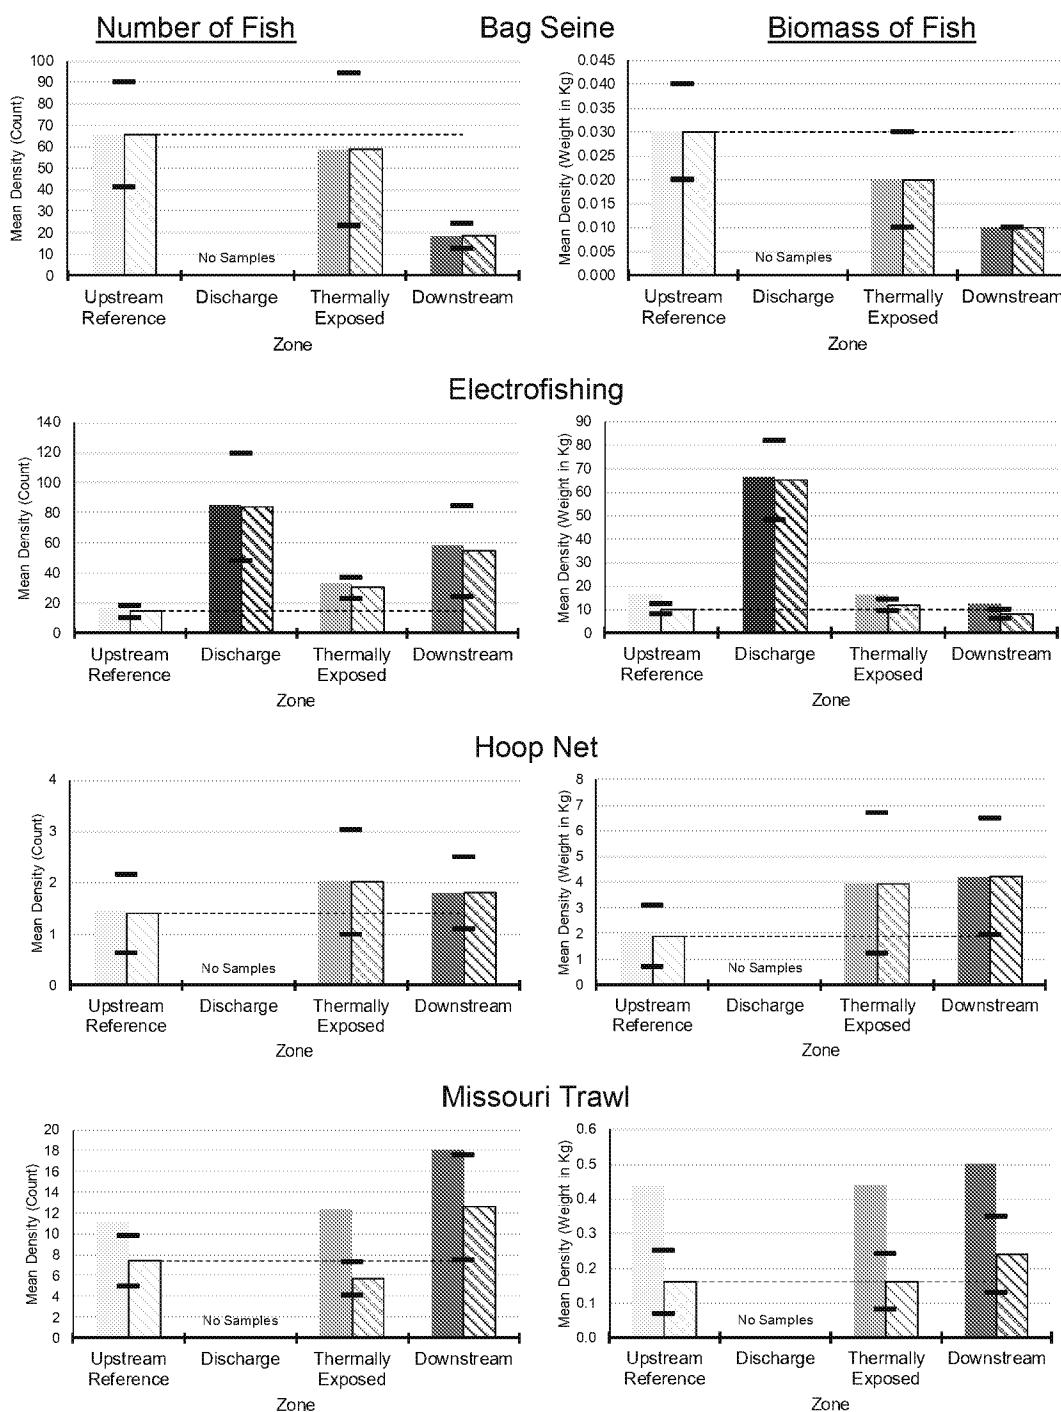 Number of Fish
Bag Seine
Biomass of Fish
Mean Density (Count)
100
90
80
70
60
50
40
30
20
10
0
No Samples
Upstream Reference
Discharge
Thermally Exposed
Downstream
Zone
Mean Density (Weight in Kg)
0.045
0.040
0.035
0.030
0.025
0.020
0.015
0.010
0.005
0.000
No Samples
Upstream Reference
Discharge
Thermally Exposed
Downstream
Zone
Electrofishing
Mean Density (Count)
140
120
100
80
60
40
20
0
Upstream Reference
Discharge
Thermally Exposed
Downstream
Zone
Mean Density (Weight in Kg)
90
80
70
60
50
40
30
20
10
0
Upstream Reference
Discharge
Thermally Exposed
Downstream
Zone
Hoop Net
Mean Density (Count)
4
3
2
1
0
No Samples
Upstream Reference
Discharge
Thermally Exposed
Downstream
Zone
Mean Density (Weight in Kg)
8
7
6
5
4
3
2
1
0
No Samples
Upstream Reference
Discharge
Thermally Exposed
Downstream
Zone
Missouri Trawl
Mean Density (Count)
20
18
16
14
12
10
8
6
4
2
0
No Samples
Upstream Reference
Discharge
Thermally Exposed
Downstream
Zone
Mean Density (Weight in Kg)
0.6
0.5
0.4
0.3
0.2
0.1
0.0
No Samples
Upstream Reference
Discharge
Thermally Exposed
Downstream
Zone